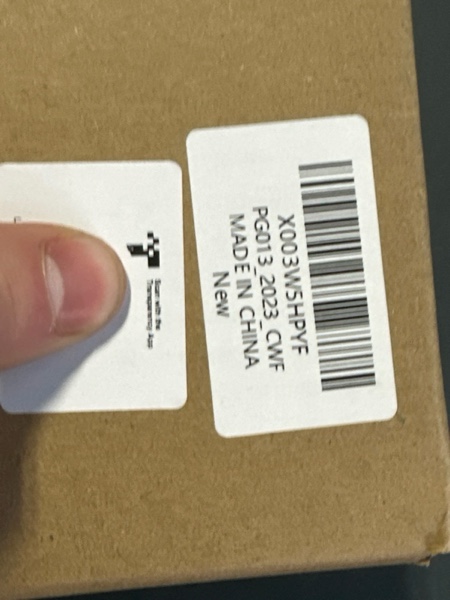 X003W5HPYF
PG013_2023_CWF
MADE IN CHINA
New
Scan with the
Transparency App